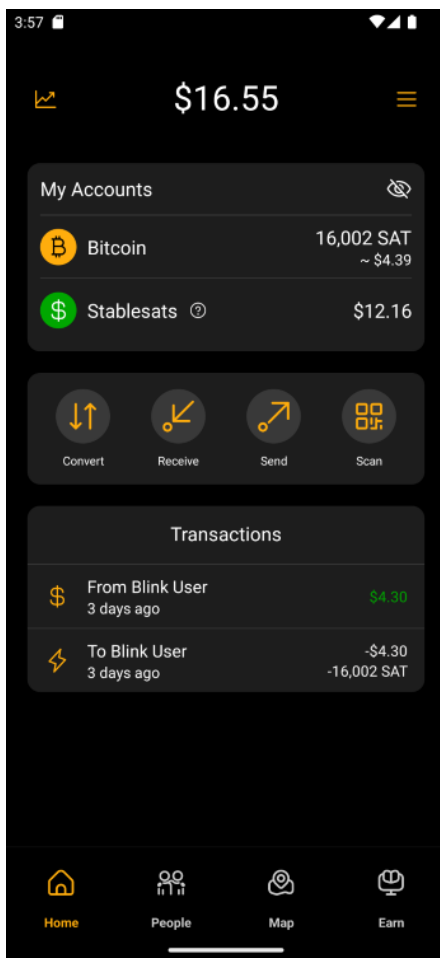 3:57
$16.55
My Accounts
Bitcoin
16,002 SAT
~ $4.39
Stablesats
$12.16
Convert
Receive
Send
Scan
Transactions
From Blink User
$4.30
3 days ago
To Blink User
-$4.30
3 days ago
-16,002 SAT
Home
People
Map
Earn